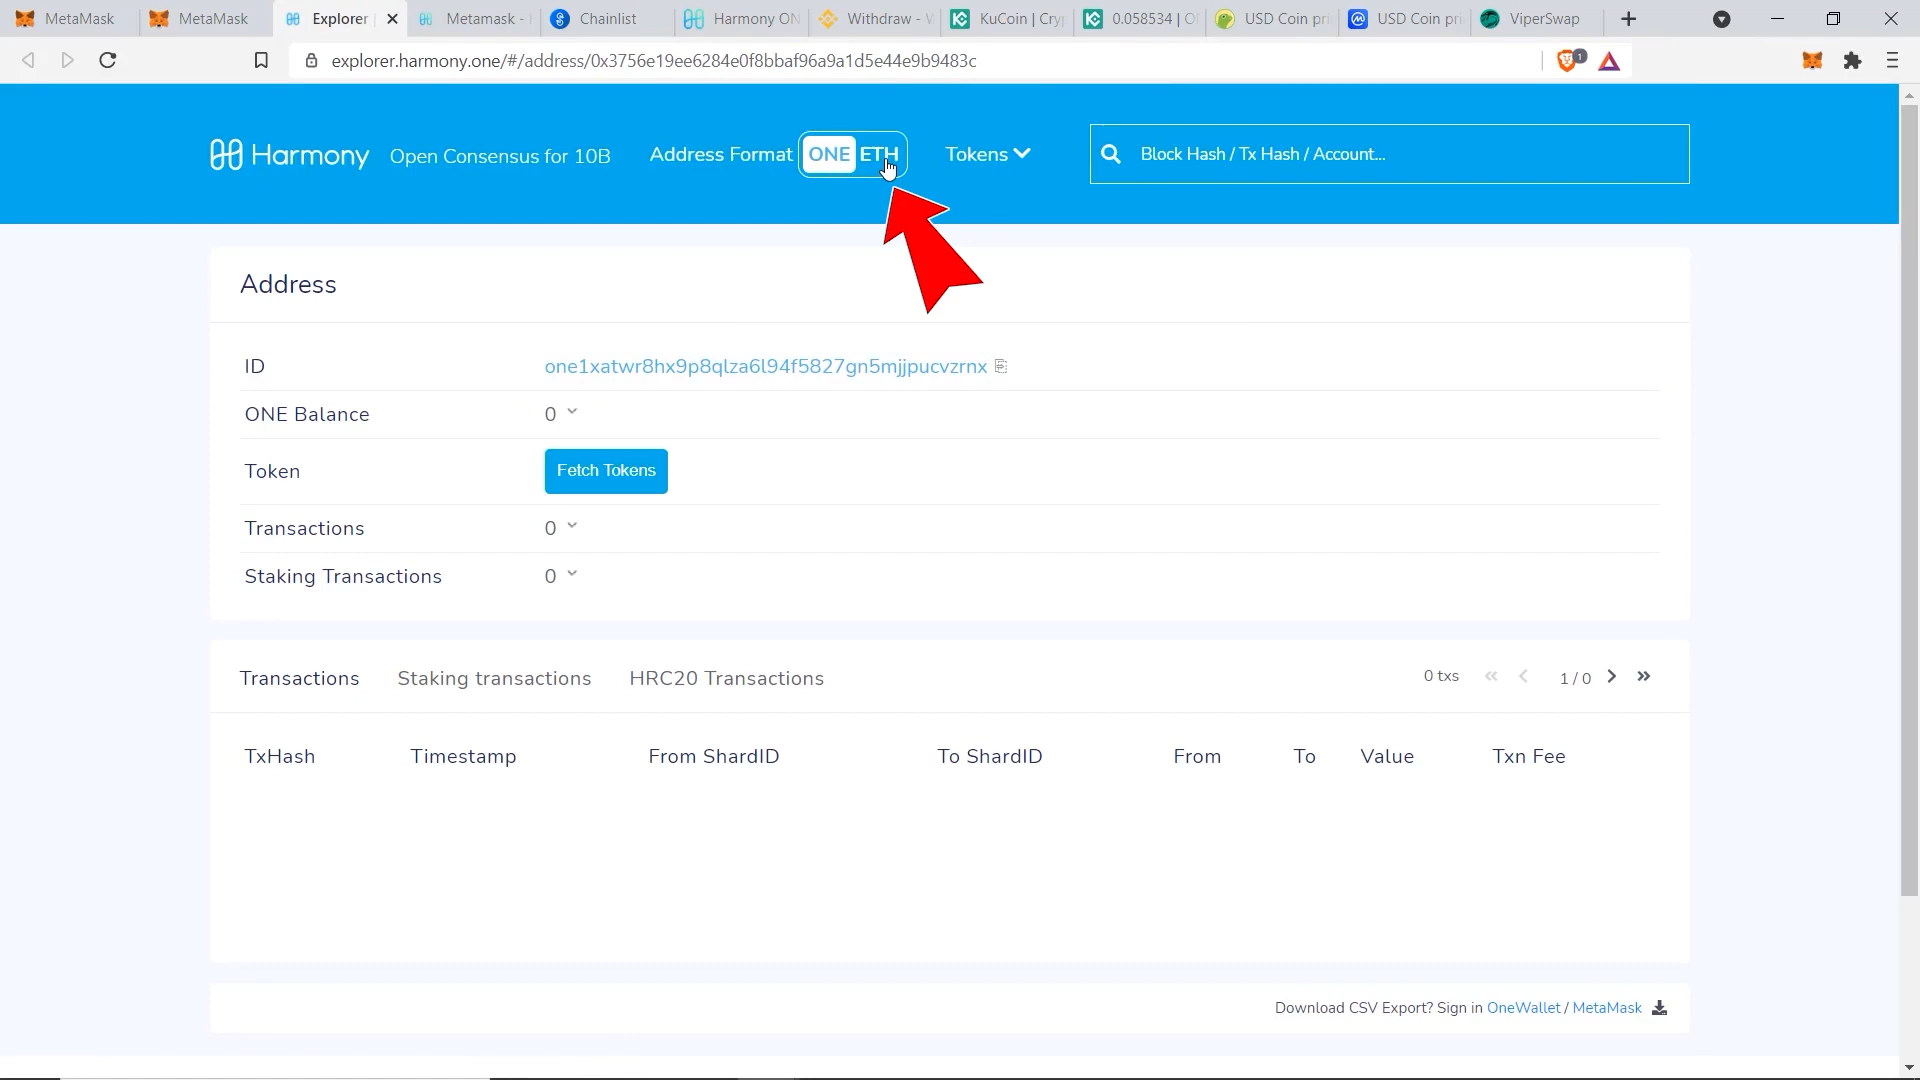 MetaMask
MetaMask
Explorer
Metamask -
Chainlist
Harmony ON
Withdraw -
KuCoin | Cryp
0.058534 | O
USD Coin pri
USD Coin pri
ViperSwap
explorer.harmony.one/#/address/0x3756e19ee6284e0f8bbaf96a9a1d5e44e9b9483c
1
Harmony
Open Consensus for 10B
Address Format
ONE ETH
Tokens
Block Hash / Tx Hash / Account...
Address
ID
one1xatwr8hx9p8qlza6l94f5827gn5mjjpucvzrnx
ONE Balance
0
Token
Fetch Tokens
Transactions
0
Staking Transactions
0
Transactions
Staking transactions
HRC20 Transactions
0 txs
« ‹ 1 / 0 › »
TxHash
Timestamp
From ShardID
To ShardID
From
To
Value
Txn Fee
Download CSV Export? Sign in OneWallet / MetaMask